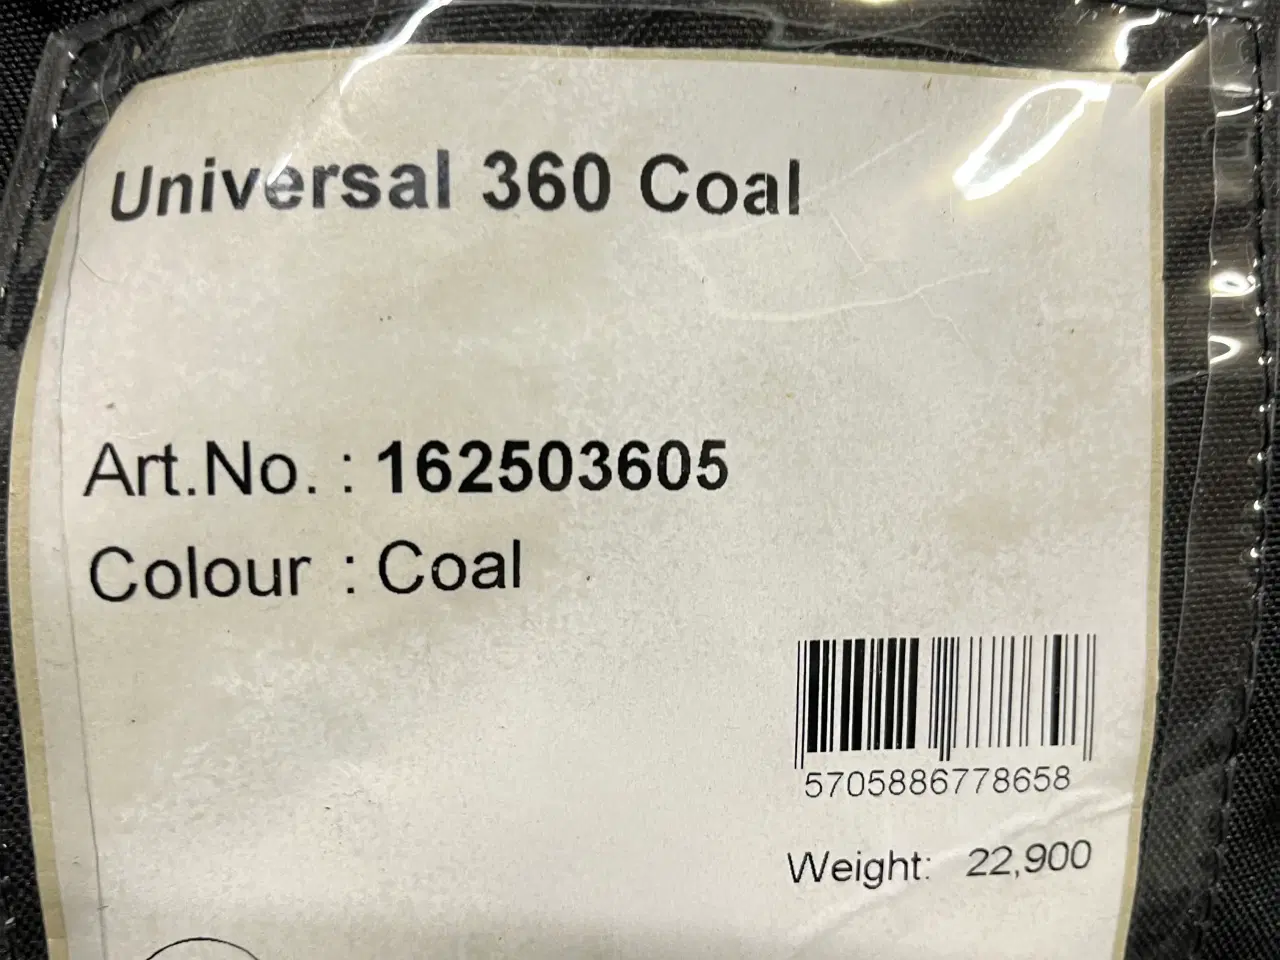 Universal 360 Coal
Art.No. : 162503605
Colour : Coal
5705886778658
Weight: 22,900